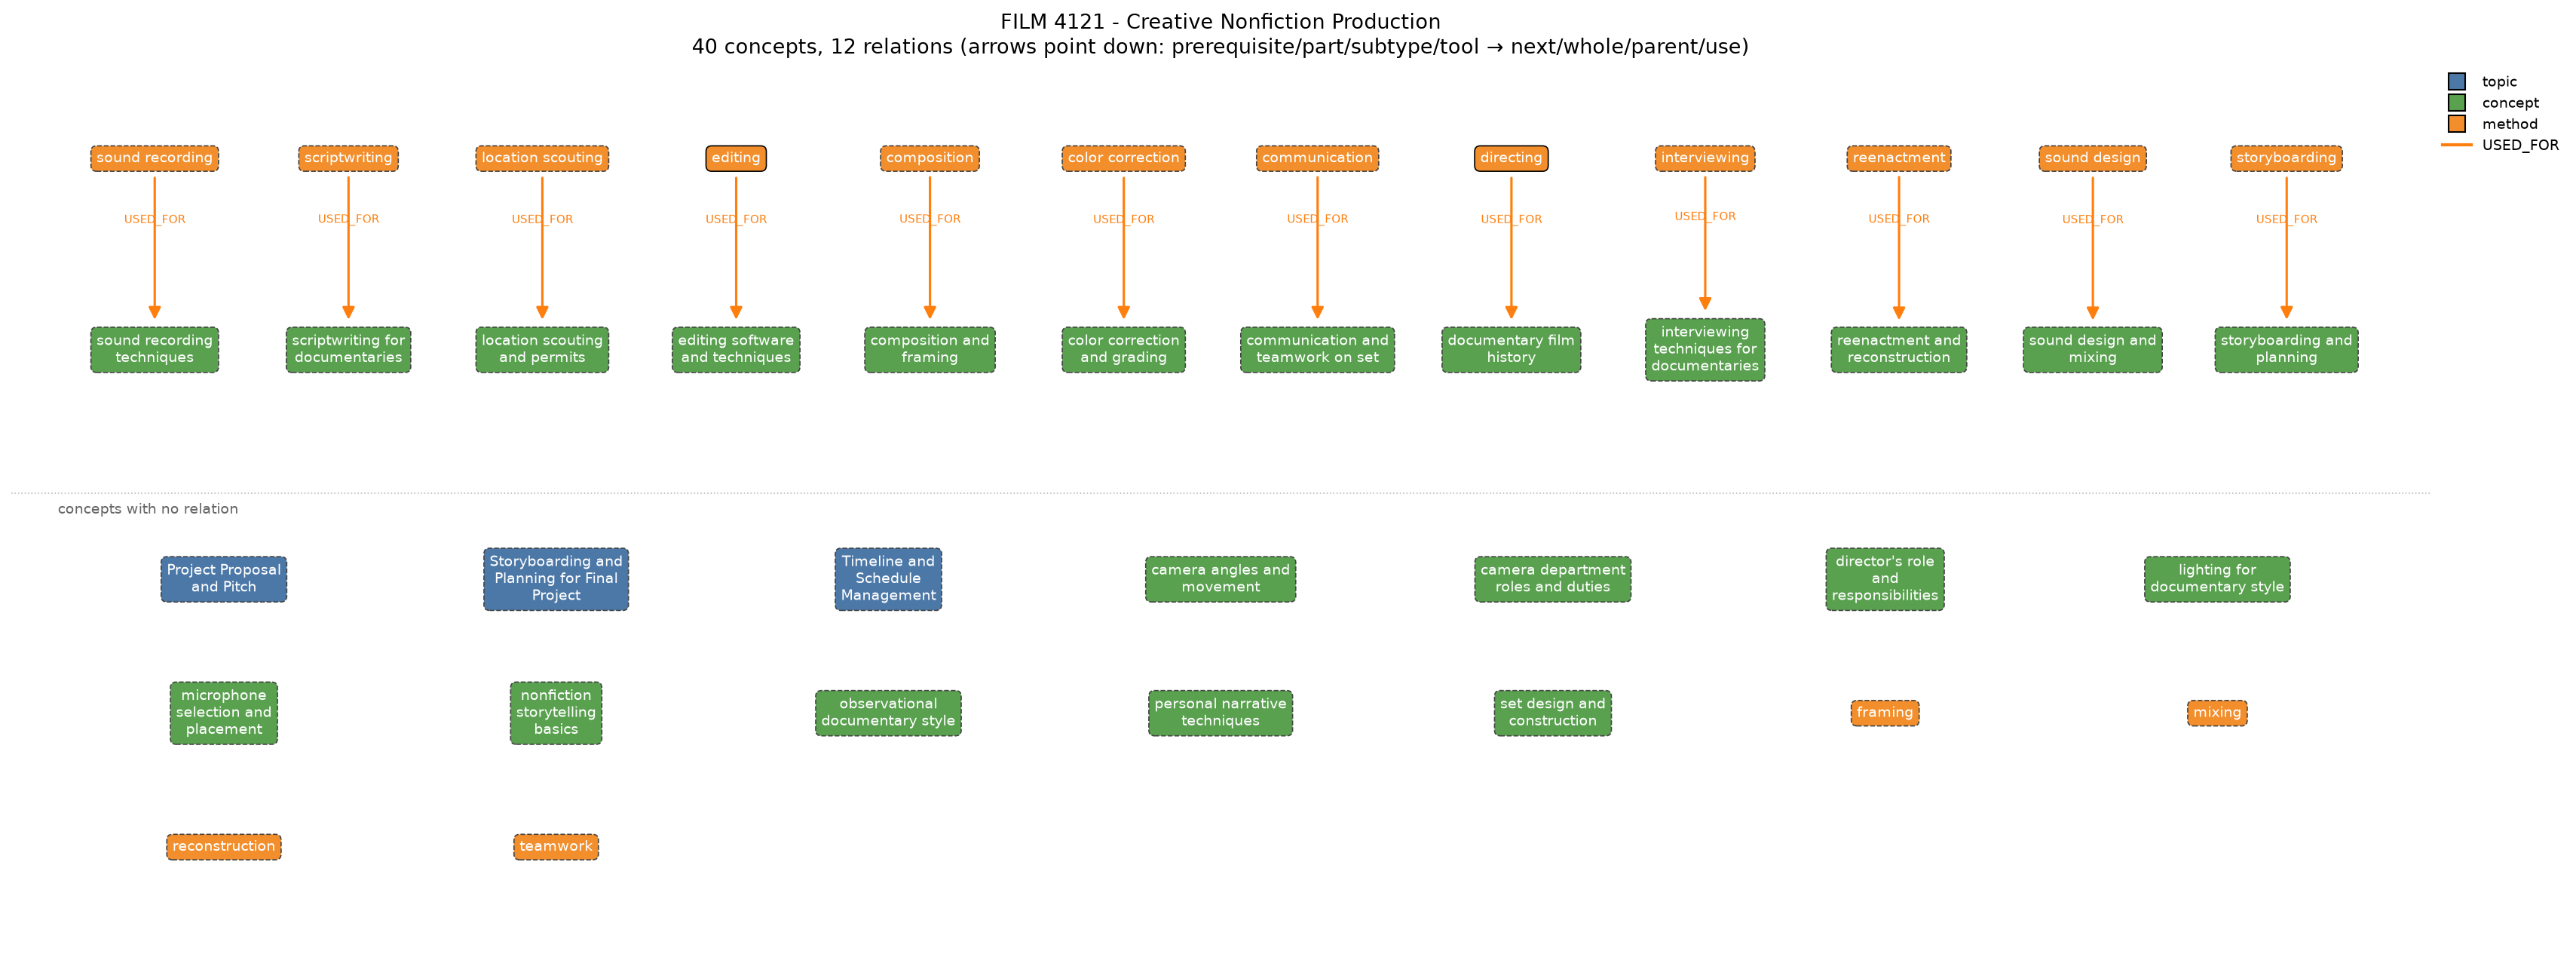 FILM 4121 - Creative Nonfiction Production
40 concepts, 12 relations (arrows point down: prerequisite/part/subtype/tool → next/whole/parent/use)
topic
concept
method
USED_FOR
sound recording
scriptwriting
location scouting
editing
composition
color correction
communication
directing
interviewing
reenactment
sound design
storyboarding
USED_FOR
USED_FOR
USED_FOR
USED_FOR
USED_FOR
USED_FOR
USED_FOR
USED_FOR
USED_FOR
USED_FOR
USED_FOR
USED_FOR
sound recording
techniques
scriptwriting for
documentaries
location scouting
and permits
editing software
and techniques
composition and
framing
color correction
and grading
communication and
teamwork on set
documentary film
history
interviewing
techniques for
documentaries
reenactment and
reconstruction
sound design and
mixing
storyboarding and
planning
concepts with no relation
Project Proposal
and Pitch
Storyboarding and
Planning for Final
Project
Timeline and
Schedule
Management
camera angles and
movement
camera department
roles and duties
director's role
and
responsibilities
lighting for
documentary style
microphone
selection and
placement
nonfiction
storytelling
basics
observational
documentary style
personal narrative
techniques
set design and
construction
framing
mixing
reconstruction
teamwork